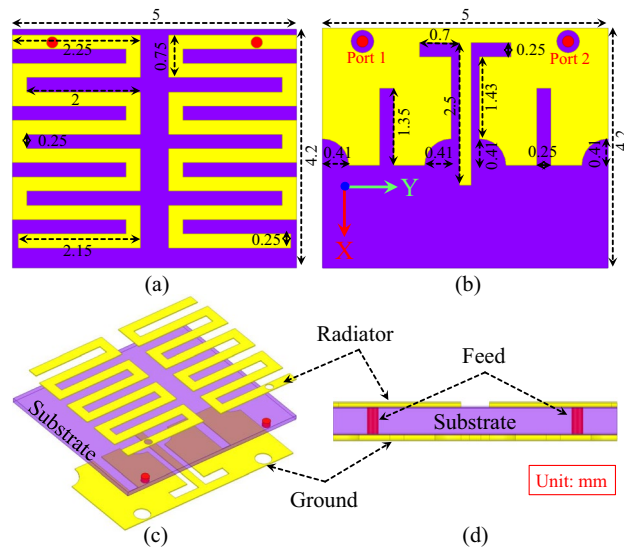 5
2.25
0.75
2
0.25
4.2
2.15
0.25
(a)
5
0.7
Port 1
Port 2
0.25
2.5
1.43
1.35
0.41
0.41
0.41
0.25
0.41
4.2
Y
X
(b)
Radiator
Substrate
Ground
(c)
Feed
Substrate
Unit: mm
(d)